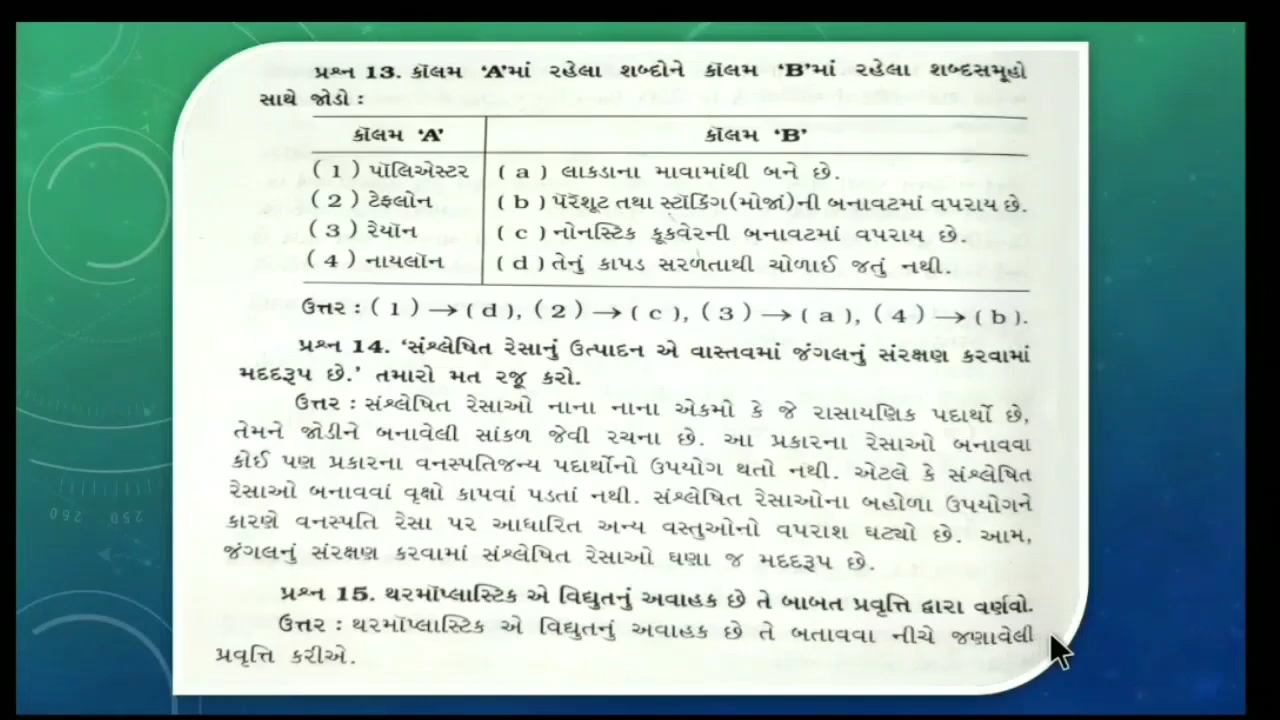 પ્રશ્ન 13. કૉલમ ‘A’માં રહેલા શબ્દોને કૉલમ ‘B’માં રહેલા શબ્દસમૂહો
સાથે જોડો :
કૉલમ ‘A’ કૉલમ ‘B’
( 1 ) પૉલિએસ્ટર ( a ) લાકડાના માવામાંથી બને છે.
( 2 ) ટેફલૉન ( b ) પૅરૅશૂટ તથા સ્ટૉકિંગ(મોજાં)ની બનાવટમાં વપરાય છે.
( 3 ) રેયૉન ( c ) નોનસ્ટિક કૂકવેરની બનાવટમાં વપરાય છે.
( 4 ) નાયલૉન ( d ) તેનું કાપડ સરળતાથી ચોળાઈ જતું નથી.
ઉત્તર : ( 1 ) → ( d ), ( 2 ) → ( c ), ( 3 ) → ( a ), ( 4 ) → ( b ).
પ્રશ્ન 14. ‘સંશ્લેષિત રેસાનું ઉત્પાદન એ વાસ્તવમાં જંગલનું સંરક્ષણ કરવામાં
મદદરૂપ છે.’ તમારો મત રજૂ કરો.
ઉત્તર : સંશ્લેષિત રેસાઓ નાના નાના એકમો કે જે રાસાયણિક પદાર્થો છે,
તેમને જોડીને બનાવેલી સાંકળ જેવી રચના છે. આ પ્રકારના રેસાઓ બનાવવા
કોઈ પણ પ્રકારના વનસ્પતિજન્ય પદાર્થોનો ઉપયોગ થતો નથી. એટલે કે સંશ્લેષિત
રેસાઓ બનાવવાં વૃક્ષો કાપવાં પડતાં નથી. સંશ્લેષિત રેસાઓના બહોળા ઉપયોગને
કારણે વનસ્પતિ રેસા પર આધારિત અન્ય વસ્તુઓનો વપરાશ ઘટ્યો છે. આમ,
જંગલનું સંરક્ષણ કરવામાં સંશ્લેષિત રેસાઓ ઘણા જ મદદરૂપ છે.
પ્રશ્ન 15. થરમૉપ્લાસ્ટિક એ વિદ્યુતનું અવાહક છે તે બાબત પ્રવૃત્તિ દ્વારા વર્ણવો.
ઉત્તર : થરમૉપ્લાસ્ટિક એ વિદ્યુતનું અવાહક છે તે બતાવવા નીચે જણાવેલી
પ્રવૃત્તિ કરીએ.
260 250